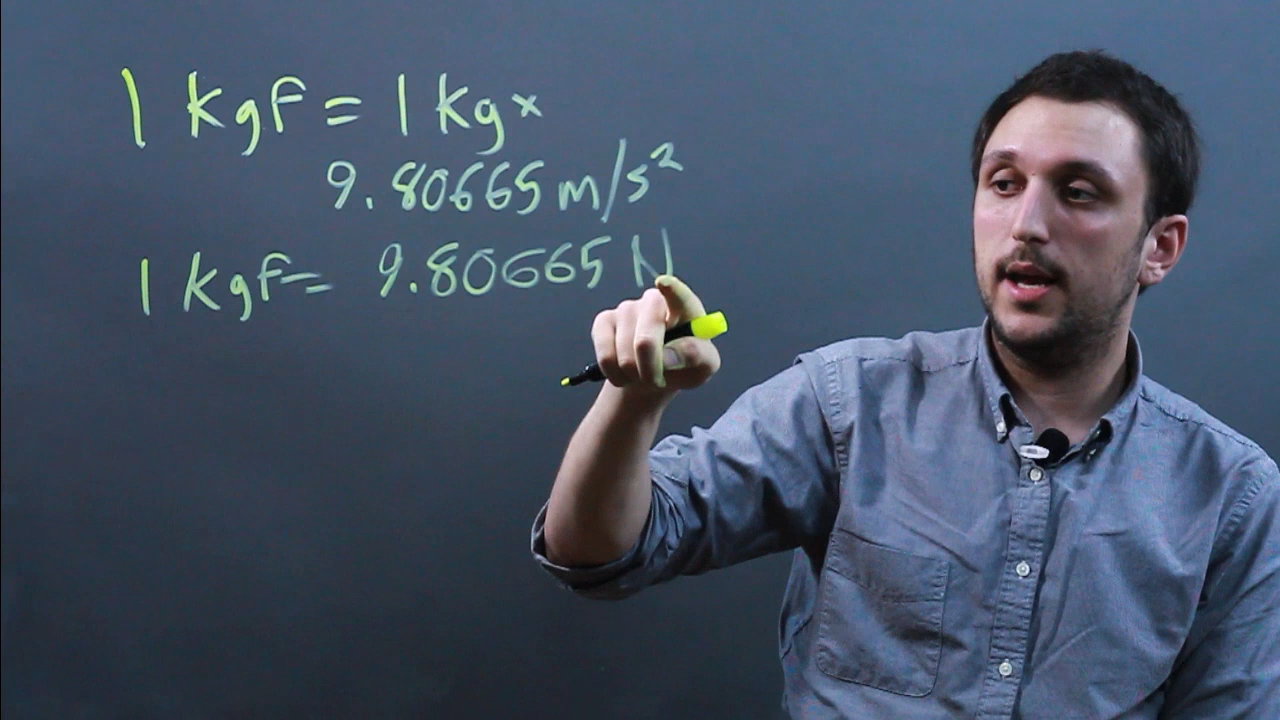 1 kgf = 1 kg ×
9.80665 m/s²
1 kgf = 9.80665 N